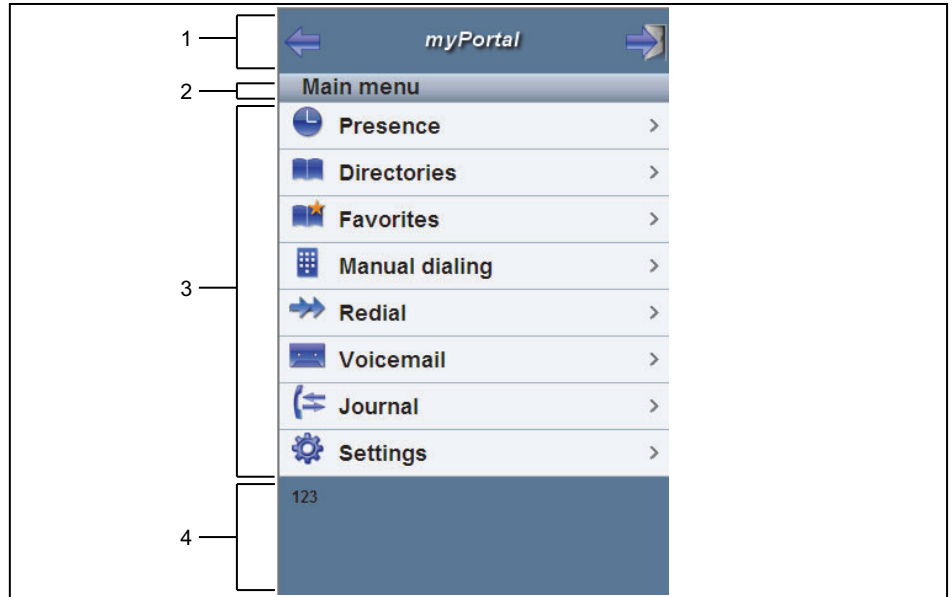 1
myPortal
2
Main menu
3
Presence
Directories
Favorites
Manual dialing
Redial
Voicemail
Journal
Settings
4
123